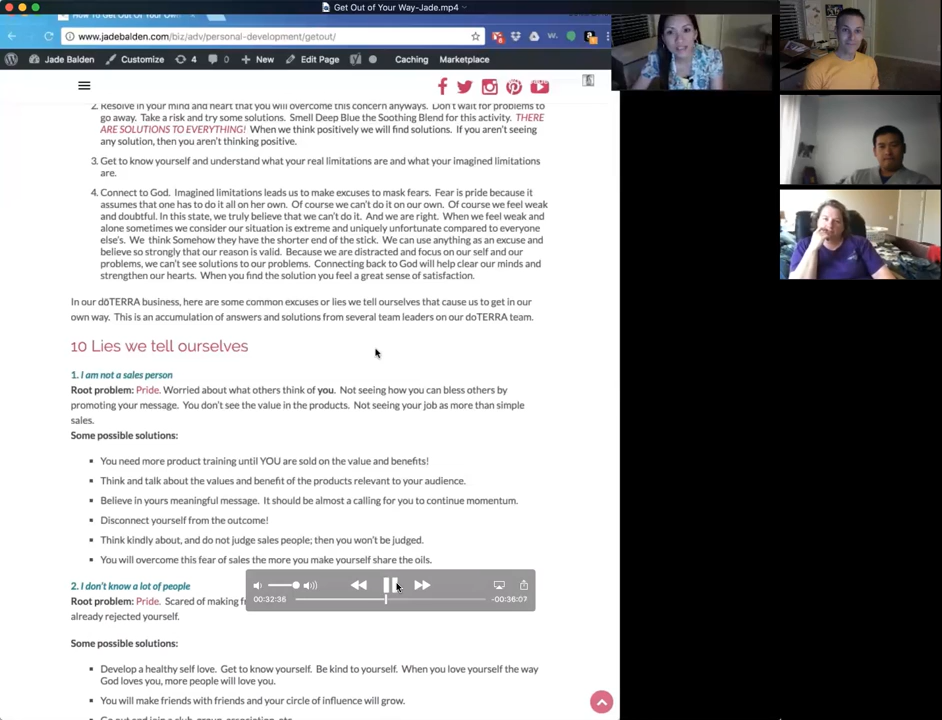 Get Out of Your Way-Jade.mp4
How To Get Out Of Your Own
www.jadebalden.com/biz/adv/personal-development/getout/
Jade Balden Customize 4 0 New Edit Page Caching Marketplace
2. Resolve in your mind and heart that you will overcome this concern anyways. Don't wait for problems to
go away. Take a risk and try some solutions. Smell Deep Blue the Soothing Blend for this activity. THERE
ARE SOLUTIONS TO EVERYTHING! When we think positively we will find solutions. If you aren't seeing
any solution, then you aren't thinking positive.
3. Get to know yourself and understand what your real limitations are and what your imagined limitations
are.
4. Connect to God. Imagined limitations leads us to make excuses to mask fears. Fear is pride because it
assumes that one has to do it all on her own. Of course we can't do it on our own. Of course we feel weak
and doubtful. In this state, we truly believe that we can't do it. And we are right. When we feel weak and
alone sometimes we consider our situation is extreme and uniquely unfortunate compared to everyone
else's. We think Somehow they have the shorter end of the stick. We can use anything as an excuse and
believe so strongly that our reason is valid. Because we are distracted and focus on our self and our
problems, we can't see solutions to our problems. Connecting back to God will help clear our minds and
strengthen our hearts. When you find the solution you feel a great sense of satisfaction.
In our dōTERRA business, here are some common excuses or lies we tell ourselves that cause us to get in our
own way. This is an accumulation of answers and solutions from several team leaders on our doTERRA team.
10 Lies we tell ourselves
1. I am not a sales person
Root problem: Pride. Worried about what others think of you. Not seeing how you can bless others by
promoting your message. You don't see the value in the products. Not seeing your job as more than simple
sales.
Some possible solutions:
You need more product training until YOU are sold on the value and benefits!
Think and talk about the values and benefit of the products relevant to your audience.
Believe in yours meaningful message. It should be almost a calling for you to continue momentum.
Disconnect yourself from the outcome!
Think kindly about, and do not judge sales people; then you won't be judged.
You will overcome this fear of sales the more you make yourself share the oils.
2. I don't know a lot of people
Root problem: Pride. Scared of making
already rejected yourself.
00:32:36 -00:36:07
Some possible solutions:
Develop a healthy self love. Get to know yourself. Be kind to yourself. When you love yourself the way
God loves you, more people will love you.
You will make friends with friends and your circle of influence will grow.
Go out and join a club, group, association, etc.